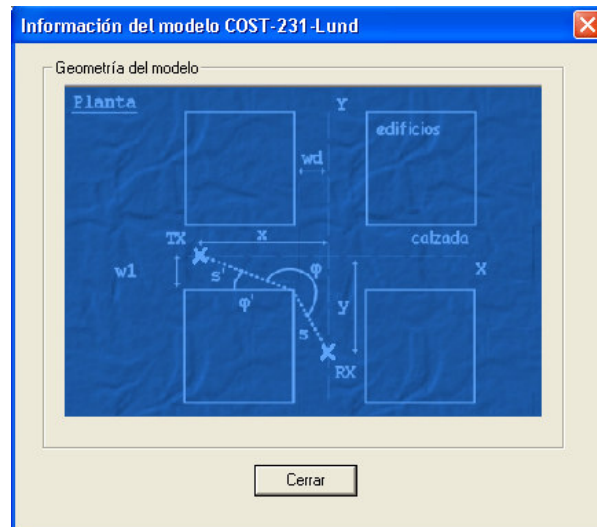 Información del modelo COST-231-Lund
Geometría del modelo
Planta
Y
edificios
wd
TX
x
calzada
w1
s'
φ
X
φ'
y
s
RX
Cerrar